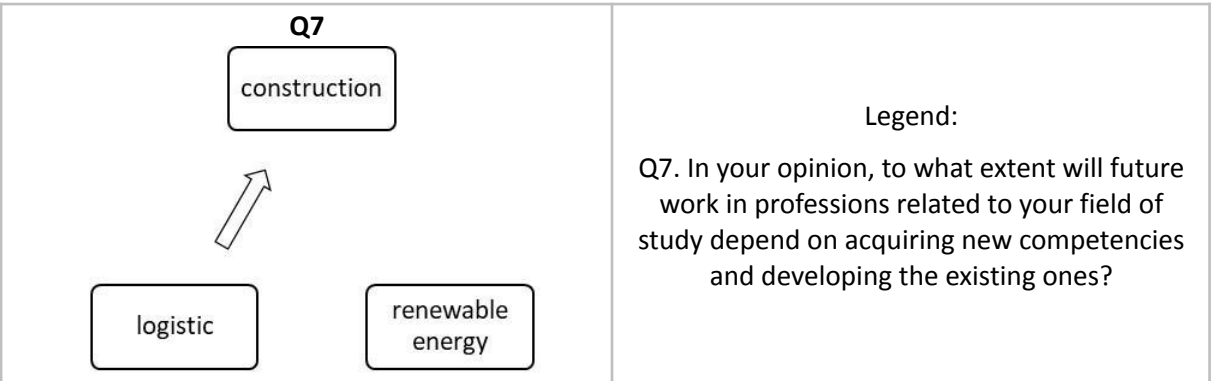 Q7
construction
logistic
renewable
energy
Legend:
Q7. In your opinion, to what extent will future
work in professions related to your field of
study depend on acquiring new competencies
and developing the existing ones?